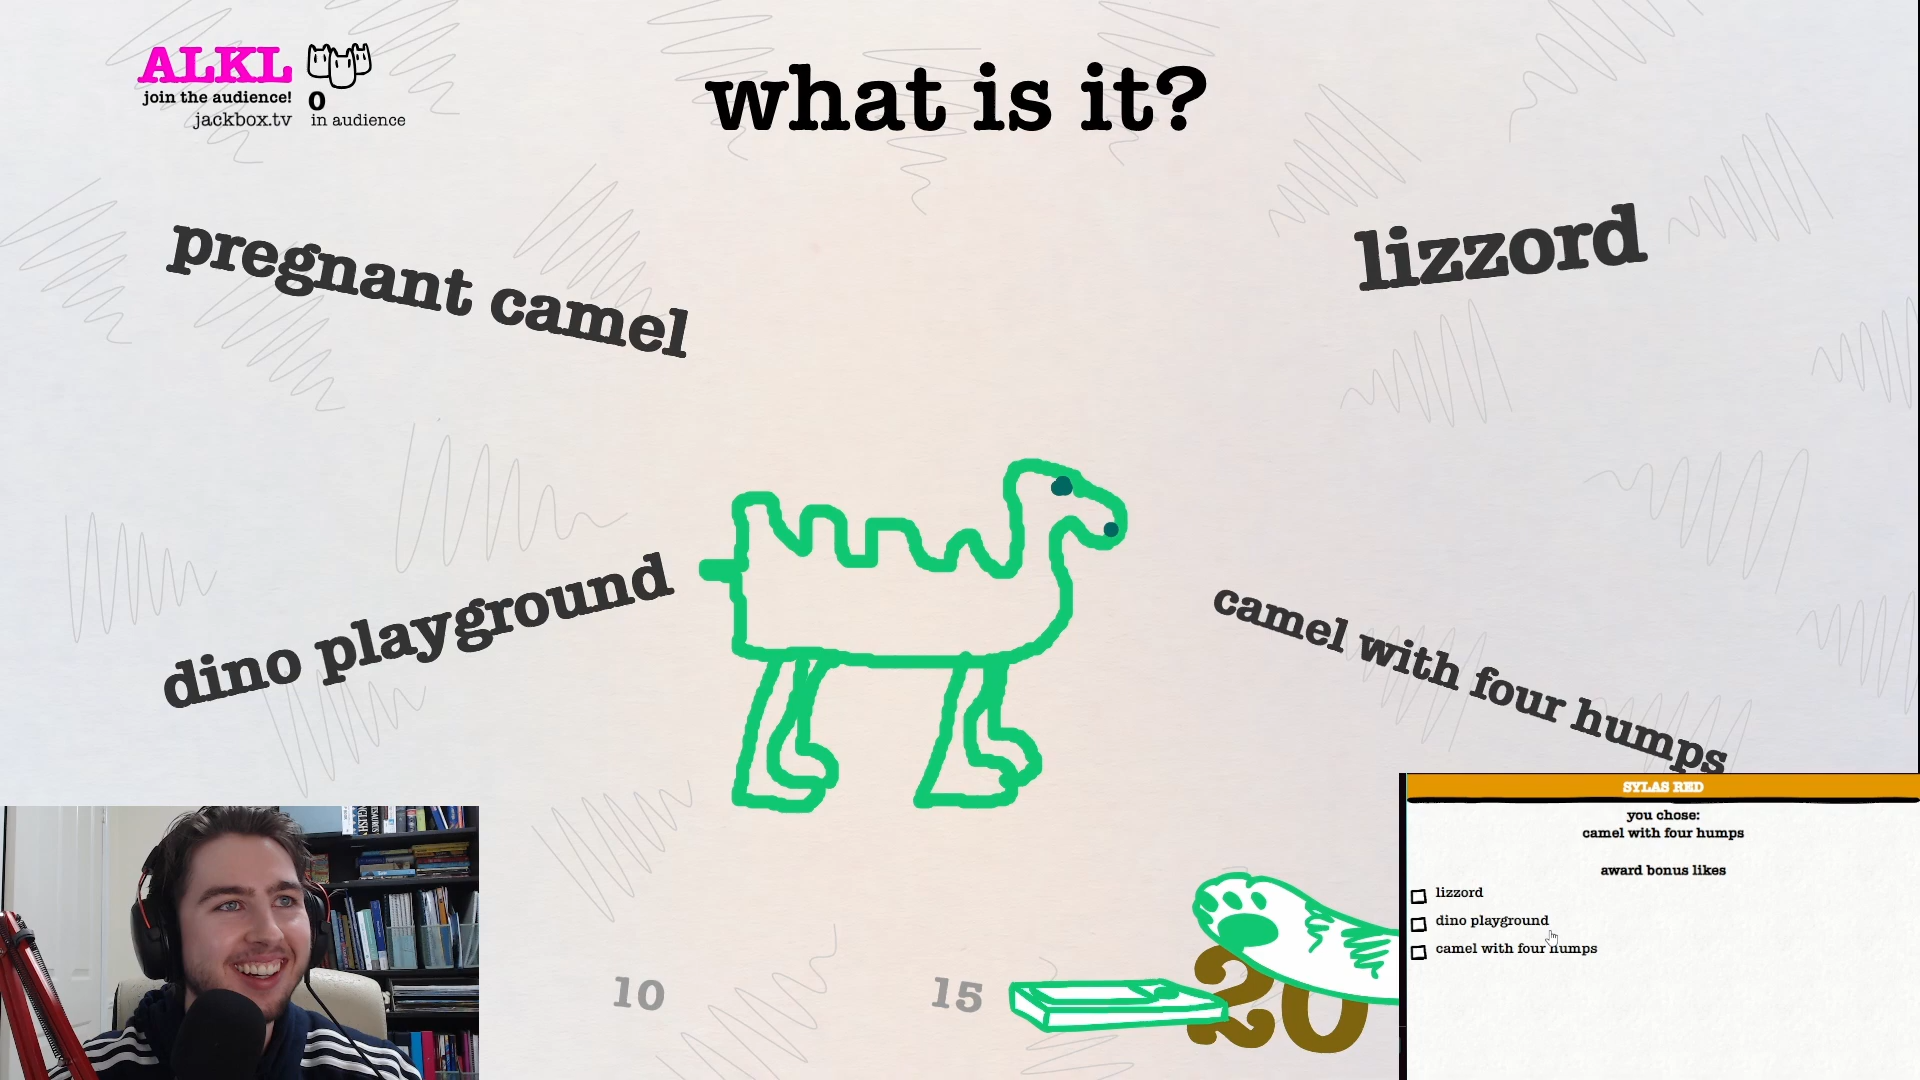 ALKL
join the audience!
jackbox.tv
0
in audience
what is it?
pregnant camel
lizzord
dino playground
camel with four humps
10
15
20
SYLAS RED
you chose:
camel with four humps
award bonus likes
lizzord
dino playground
camel with four humps